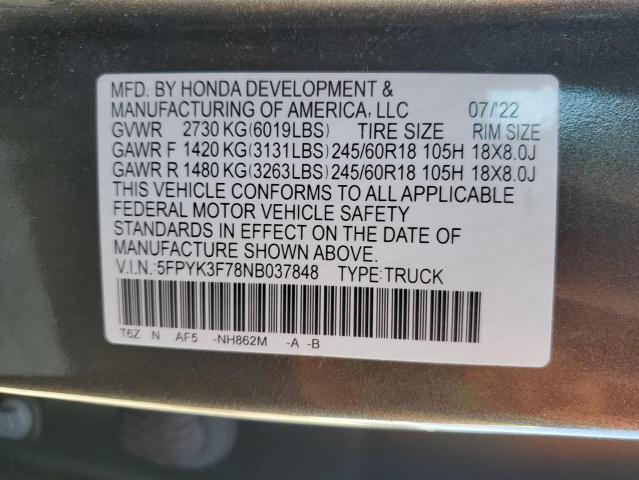 MFD. BY HONDA DEVELOPMENT &
MANUFACTURING OF AMERICA, LLC 07/'22
GVWR 2730 KG(6019LBS) TIRE SIZE RIM SIZE
GAWR F 1420 KG(3131LBS) 245/60R18 105H 18X8.0J
GAWR R 1480 KG(3263LBS) 245/60R18 105H 18X8.0J
THIS VEHICLE CONFORMS TO ALL APPLICABLE
FEDERAL MOTOR VEHICLE SAFETY
STANDARDS IN EFFECT ON THE DATE OF
MANUFACTURE SHOWN ABOVE.
V.I.N.:5FPYK3F78NB037848 TYPE:TRUCK
T6Z N AF5 -NH862M -A -B